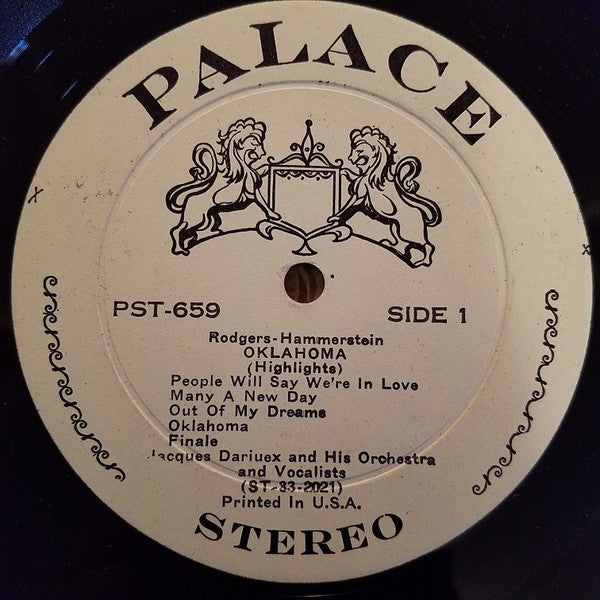 PALACE
PST-659 SIDE 1
Rodgers-Hammerstein
OKLAHOMA
(Highlights)
People Will Say We're In Love
Many A New Day
Out Of My Dreams
Oklahoma
Finale
Jacques Dariuex and His Orchestra
and Vocalists
(ST-33-2021)
Printed In U.S.A.
STEREO